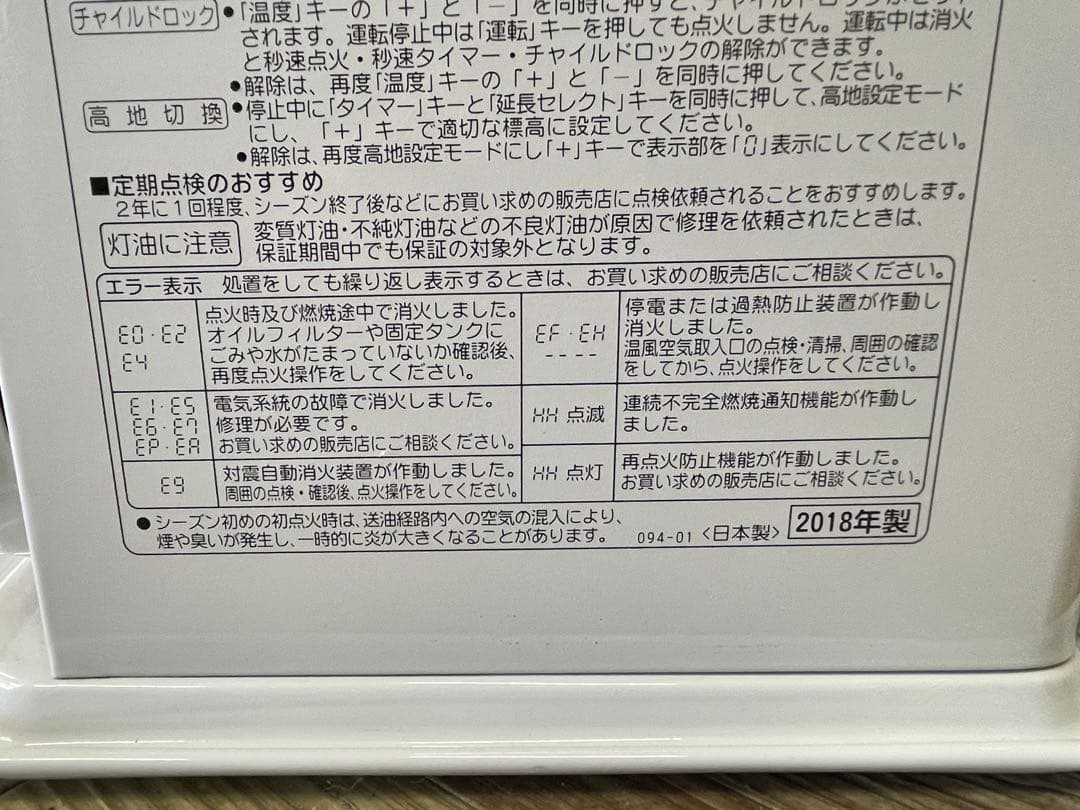 チャイルドロック ●「温度」キーの「+」と「−」を同時に押すと、チャイルドロックが
されます。運転停止中は「運転」キーを押しても点火しません。運転中は消火
と秒速点火・秒速タイマー・チャイルドロックの解除ができます。
●解除は、再度「温度」キーの「+」と「−」を同時に押してください。
高地切換 ●停止中に「タイマー」キーと「延長セレクト」キーを同時に押して、高地設定モード
にし、「+」キーで適切な標高に設定してください。
●解除は、再度高地設定モードにし「+」キーで表示部を「0」表示にしてください。
■定期点検のおすすめ
2年に1回程度、シーズン終了後などにお買い求めの販売店に点検依頼されることをおすすめします。
灯油に注意 変質灯油・不純灯油などの不良灯油が原因で修理を依頼されたときは、
保証期間中でも保証の対象外となります。
エラー表示 処置をしても繰り返し表示するときは、お買い求めの販売店にご相談ください。
E0・E2
E4
点火時及び燃焼途中で消火しました。
オイルフィルターや固定タンクに
ごみや水がたまっていないか確認後、
再度点火操作をしてください。
EF・EH
----
停電または過熱防止装置が作動し
消火しました。
温風空気取入口の点検・清掃、周囲の確認
をしてから、点火操作をしてください。
E1・E5
E6・E7
EP・EA
電気系統の故障で消火しました。
修理が必要です。
お買い求めの販売店にご相談ください。
HH 点滅
連続不完全燃焼通知機能が作動し
ました。
E9
対震自動消火装置が作動しました。
周囲の点検・確認後、点火操作をしてください。
HH 点灯
再点火防止機能が作動しました。
お買い求めの販売店にご相談ください。
●シーズン初めの初点火時は、送油経路内への空気の混入により、
煙や臭いが発生し、一時的に炎が大きくなることがあります。
094-01 <日本製> 2018年製